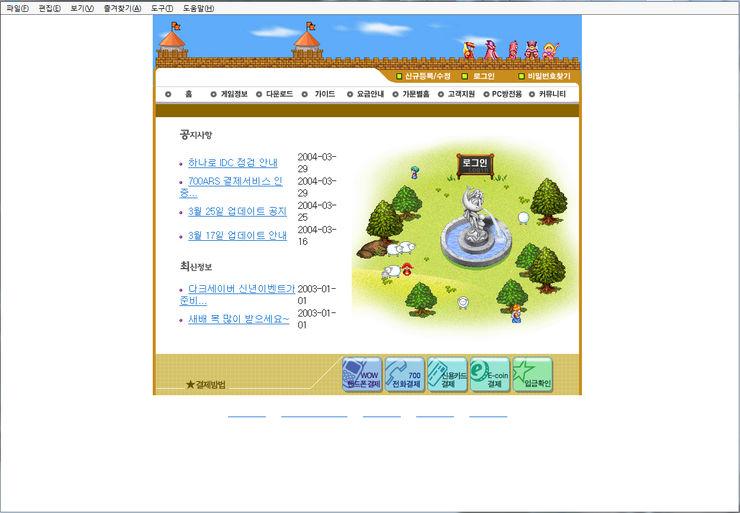 파일(F) 편집(E) 보기(V) 즐겨찾기(A) 도구(T) 도움말(H)
신규등록/수정 로그인 비밀번호찾기
홈 게임정보 다운로드 가이드 요금안내 가문별홈 고객지원 PC방전용 커뮤니티
공지사항
하나로 IDC 점검 안내 2004-03-29
700ARS 결제서비스 인증... 2004-03-29
3월 25일 업데이트 공지 2004-03-25
3월 17일 업데이트 안내 2004-03-16
로그인
최신정보
다크세이버 신년이벤트가 준비... 2003-01-01
새배 복 많이 받으세요~ 2003-01-01
★결제방법
WOW 핸드폰결제
700 전화결제
신용카드 결제
E-coin 결제
입금확인